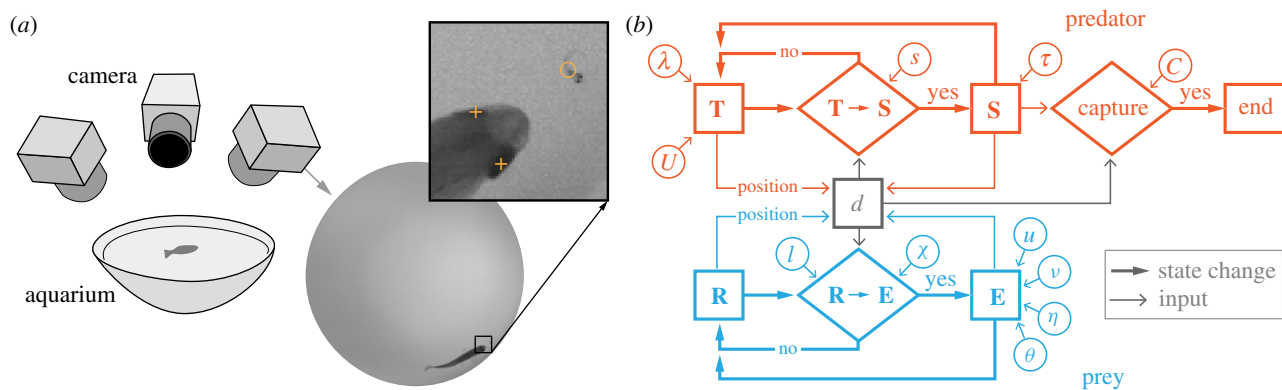 (a)
camera
aquarium
(b)
predator
no
λ
s
τ
C
T
T → S
yes
S
capture
yes
end
U
position
d
position
l
χ
u
R
R → E
yes
E
ν
η
no
θ
prey
state change
input